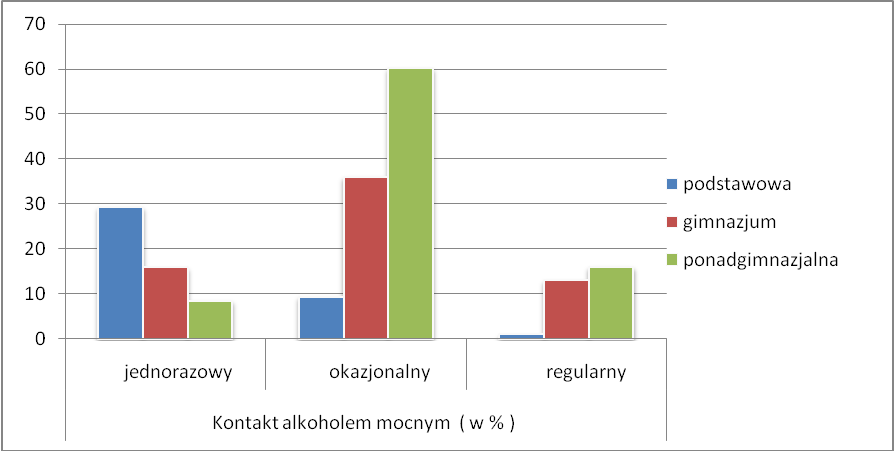 70
60
50
40
30
20
10
0
podstawowa
gimnazjum
ponadgimnazjalna
jednorazowy okazjonalny regularny
Kontakt alkoholem mocnym ( w % )